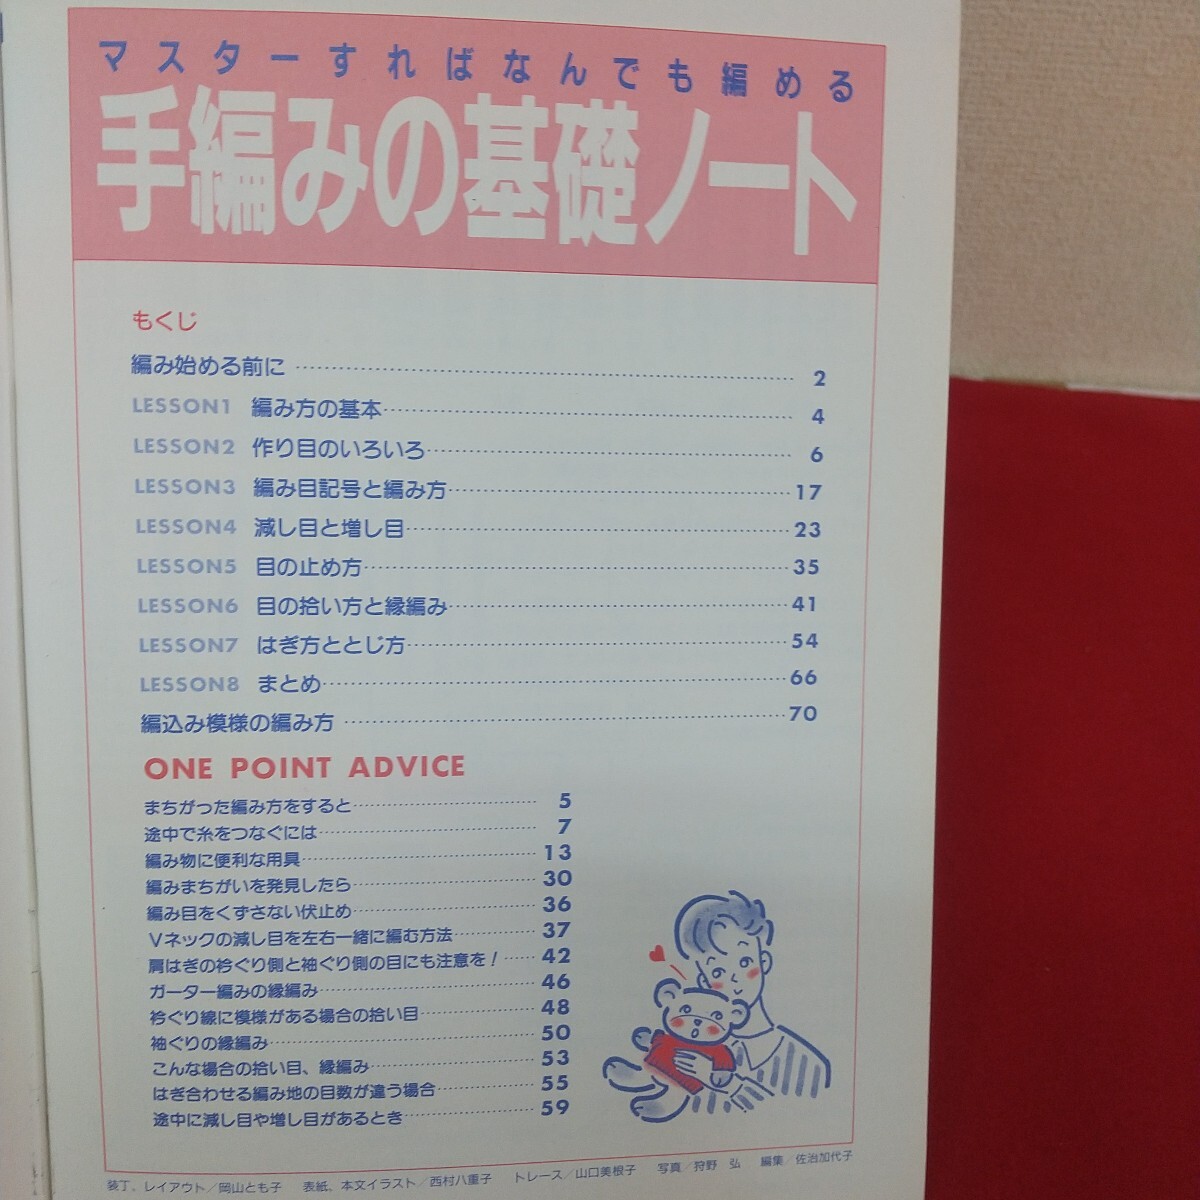 マスターすればなんでも編める
手編みの基礎ノート
もくじ
編み始める前に 2
LESSON1 編み方の基本 4
LESSON2 作り目のいろいろ 6
LESSON3 編み目記号と編み方 17
LESSON4 減し目と増し目 23
LESSON5 目の止め方 35
LESSON6 目の拾い方と縁編み 41
LESSON7 はぎ方ととじ方 54
LESSON8 まとめ 66
編込み模様の編み方 70
ONE POINT ADVICE
まちがった編み方をすると 5
途中で糸をつなぐには 7
編み物に便利な用具 13
編みまちがいを発見したら 30
編み目をくずさない伏止め 36
Vネックの減し目を左右一緒に編む方法 37
肩はぎの衿ぐり側と袖ぐり側の目にも注意を! 42
ガーター編みの縁編み 46
衿ぐり線に模様がある場合の拾い目 48
袖ぐりの縁編み 50
こんな場合の拾い目、縁編み 53
はぎ合わせる編み地の目数が違う場合 55
途中に減し目や増し目があるとき 59
装丁、レイアウト/岡山とも子 表紙、本文イラスト/西村八重子 トレース/山口美根子 写真/狩野 弘 編集/佐治加代子